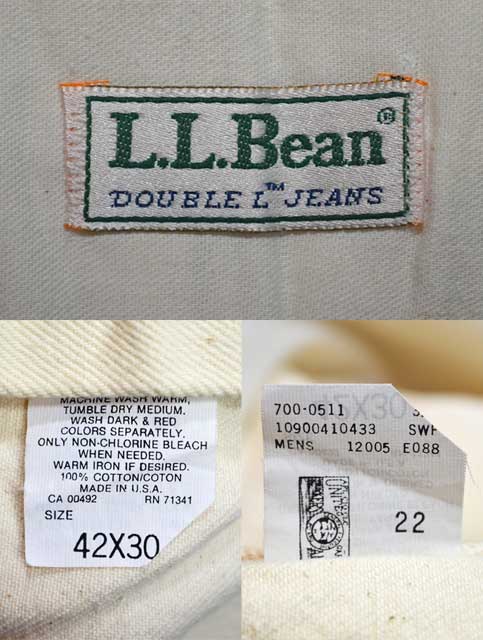 L.L.Bean®
DOUBLE L™ JEANS
MACHINE WASH WARM,
TUMBLE DRY MEDIUM.
WASH DARK & RED
COLORS SEPARATELY.
ONLY NON-CHLORINE BLEACH
WHEN NEEDED.
WARM IRON IF DESIRED.
100% COTTON/COTON
MADE IN U.S.A.
CA 00492 RN 71341
SIZE
42X30
700-0511
10900410433 SWF
MENS 12005 E088
22